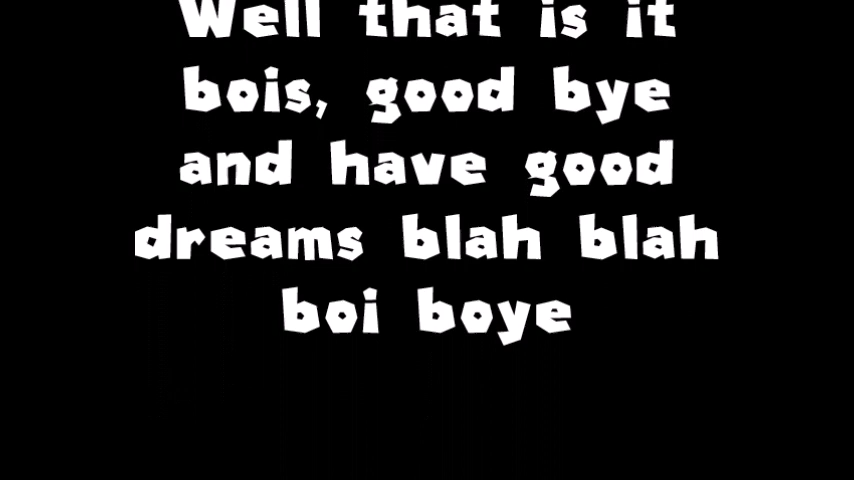 Well that is it
bois, good bye
and have good
dreams blah blah
boi boye